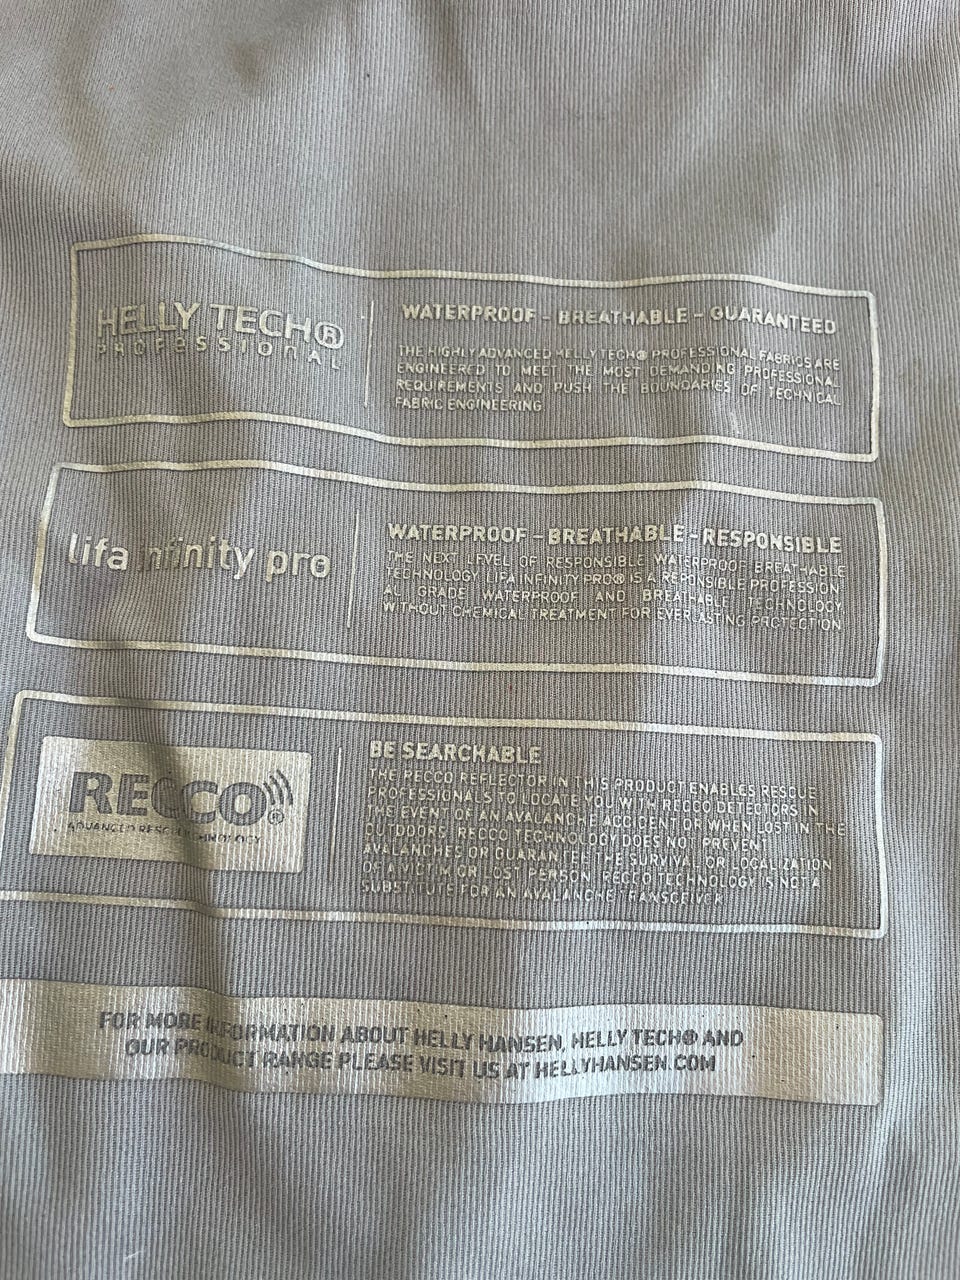 HELLY TECH®
PROFESSIONAL
WATERPROOF - BREATHABLE - GUARANTEED
THE HIGHLY ADVANCED HELLY TECH® PROFESSIONAL FABRICS ARE
ENGINEERED TO MEET THE MOST DEMANDING PROFESSIONAL
REQUIREMENTS AND PUSH THE BOUNDARIES OF TECHNICAL
FABRIC ENGINEERING
lifa infinity pro®
WATERPROOF - BREATHABLE - RESPONSIBLE
THE NEXT LEVEL OF RESPONSIBLE WATERPROOF BREATHABLE
TECHNOLOGY LIFA INFINITY PRO® IS A REPONSIBLE PROFESSION
AL GRADE WATERPROOF AND BREATHABLE TECHNOLOGY
WITHOUT CHEMICAL TREATMENT FOR EVERLASTING PROTECTION
RECCO®
ADVANCED RESCUE TECHNOLOGY
BE SEARCHABLE
THE RECCO REFLECTOR IN THIS PRODUCT ENABLES RESCUE
PROFESSIONALS TO LOCATE YOU WITH RECCO DETECTORS IN
THE EVENT OF AN AVALANCHE ACCIDENT OR WHEN LOST IN THE
OUTDOORS. RECCO TECHNOLOGY DOES NOT PREVENT
AVALANCHES OR GUARANTEE THE SURVIVAL OR LOCALIZATION
OF A VICTIM OR LOST PERSON. RECCO TECHNOLOGY IS NOT A
SUBSTITUTE FOR AN AVALANCHE TRANSCEIVER
FOR MORE INFORMATION ABOUT HELLY HANSEN, HELLY TECH® AND
OUR PRODUCT RANGE PLEASE VISIT US AT HELLYHANSEN.COM